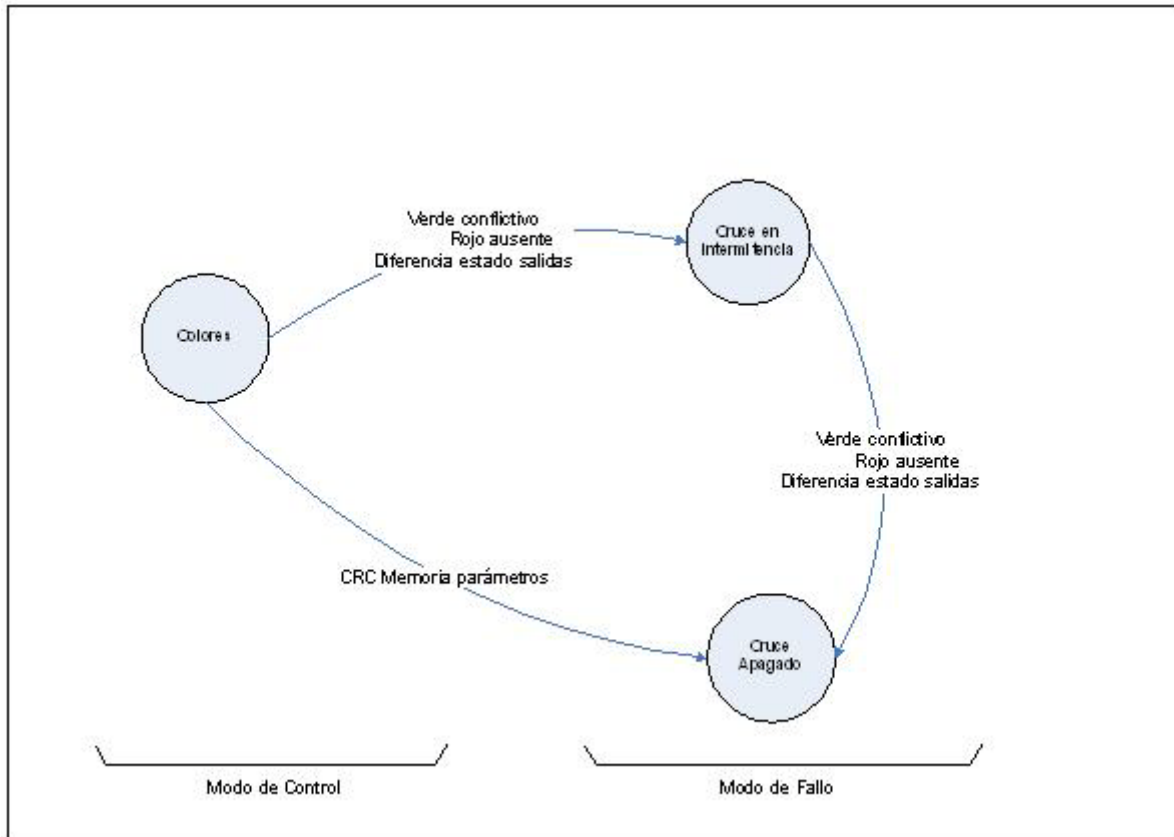 Verde conflictivo
Rojo ausente
Diferencia estado salidas
Cruce en
Intermitencia
Colores
Verde conflictivo
Rojo ausente
Diferencia estado salidas
CRC Memoria parámetros
Cruce
Apagado
Modo de Control
Modo de Fallo